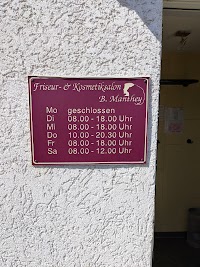 Friseur- & Kosmetiksalon
B. Manthey
Mo geschlossen
Di 08.00 - 18.00 Uhr
Mi 08.00 - 18.00 Uhr
Do 10.00 - 20.30 Uhr
Fr 08.00 - 18.00 Uhr
Sa 08.00 - 12.00 Uhr